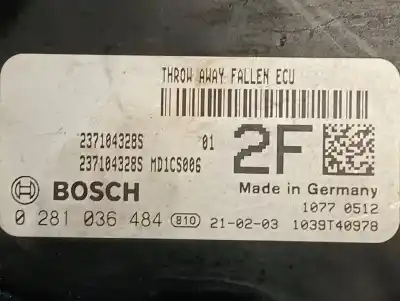 THROW AWAY FALLEN ECU
237104328S 01
237104328S MD1CS006
2F
BOSCH
Made in Germany
1077 0512
0 281 036 484 B10 21-02-03 1039T40978